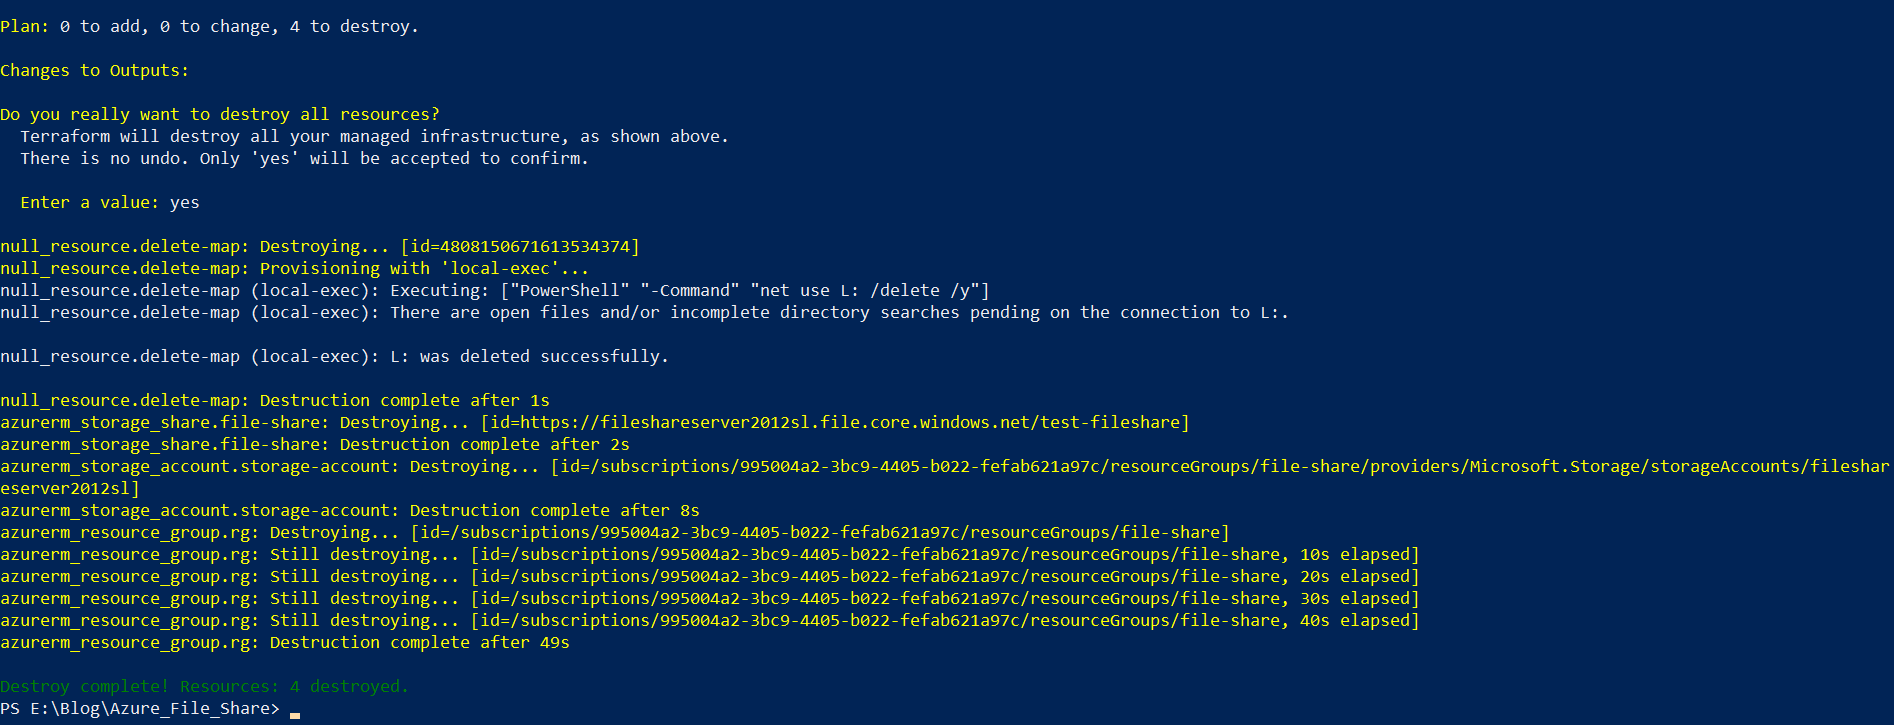 Plan: 0 to add, 0 to change, 4 to destroy.
Changes to Outputs:
Do you really want to destroy all resources?
  Terraform will destroy all your managed infrastructure, as shown above.
  There is no undo. Only 'yes' will be accepted to confirm.
  Enter a value: yes
null_resource.delete-map: Destroying... [id=4808150671613534374]
null_resource.delete-map: Provisioning with 'local-exec'...
null_resource.delete-map (local-exec): Executing: ["PowerShell" "-Command" "net use L: /delete /y"]
null_resource.delete-map (local-exec): There are open files and/or incomplete directory searches pending on the connection to L:.
null_resource.delete-map (local-exec): L: was deleted successfully.
null_resource.delete-map: Destruction complete after 1s
azurerm_storage_share.file-share: Destroying... [id=https://fileshareserver2012sl.file.core.windows.net/test-fileshare]
azurerm_storage_share.file-share: Destruction complete after 2s
azurerm_storage_account.storage-account: Destroying... [id=/subscriptions/995004a2-3bc9-4405-b022-fefab621a97c/resourceGroups/file-share/providers/Microsoft.Storage/storageAccounts/fileshar
eserver2012sl]
azurerm_storage_account.storage-account: Destruction complete after 8s
azurerm_resource_group.rg: Destroying... [id=/subscriptions/995004a2-3bc9-4405-b022-fefab621a97c/resourceGroups/file-share]
azurerm_resource_group.rg: Still destroying... [id=/subscriptions/995004a2-3bc9-4405-b022-fefab621a97c/resourceGroups/file-share, 10s elapsed]
azurerm_resource_group.rg: Still destroying... [id=/subscriptions/995004a2-3bc9-4405-b022-fefab621a97c/resourceGroups/file-share, 20s elapsed]
azurerm_resource_group.rg: Still destroying... [id=/subscriptions/995004a2-3bc9-4405-b022-fefab621a97c/resourceGroups/file-share, 30s elapsed]
azurerm_resource_group.rg: Still destroying... [id=/subscriptions/995004a2-3bc9-4405-b022-fefab621a97c/resourceGroups/file-share, 40s elapsed]
azurerm_resource_group.rg: Destruction complete after 49s
Destroy complete! Resources: 4 destroyed.
PS E:\Blog\Azure_File_Share>